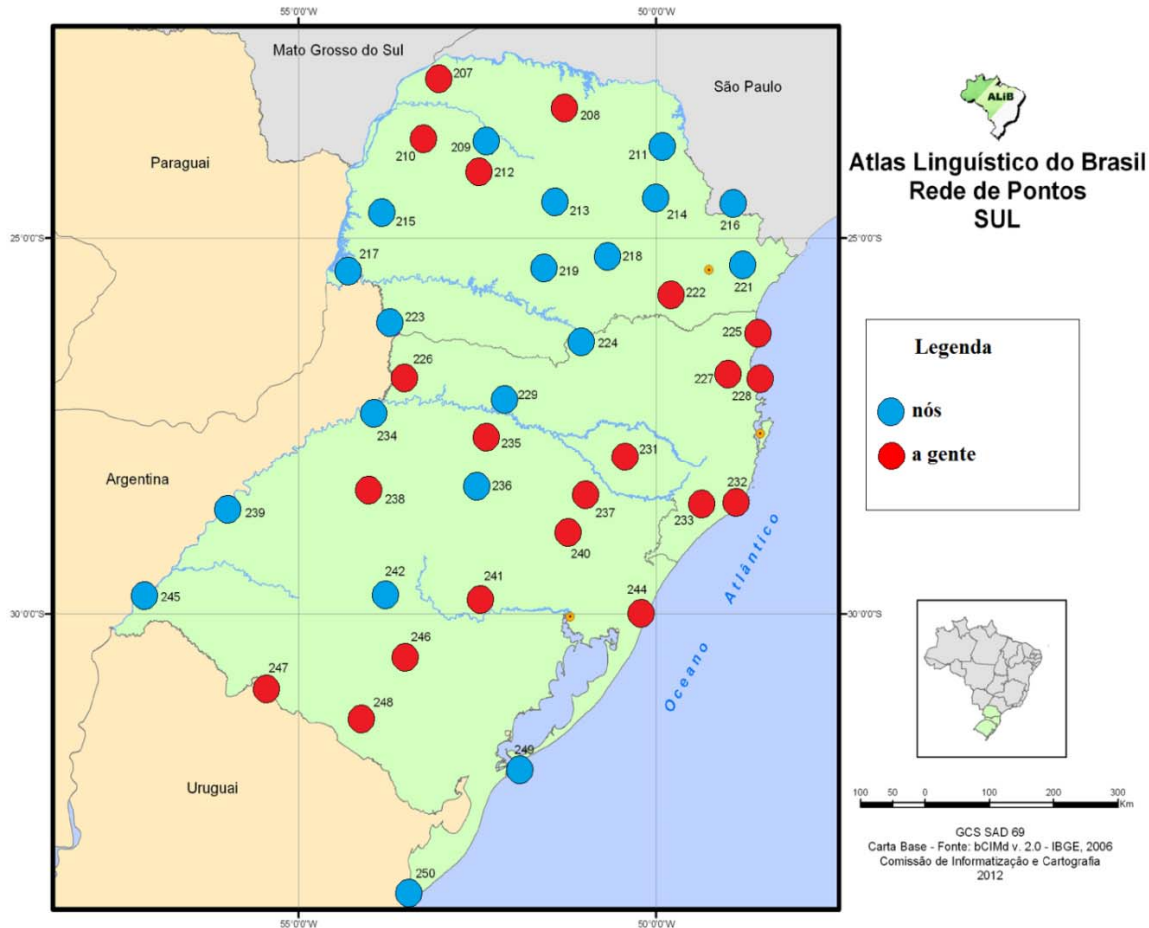 55°0'0"W
50°0'0"W
Mato Grosso do Sul
São Paulo
Paraguai
Argentina
Uruguai
Oceano Atlântico
25°0'0"S
25°0'0"S
30°0'0"S
30°0'0"S
207
208
209
210
211
212
213
214
215
216
217
218
219
221
222
223
224
225
226
227
228
229
231
232
233
234
235
236
237
238
239
240
241
242
244
245
246
247
248
249
250
55°0'0"W
50°0'0"W
ALiB
Atlas Linguístico do Brasil
Rede de Pontos
SUL
Legenda
nós
a gente
100 50 0 100 200 300
Km
GCS SAD 69
Carta Base - Fonte: bCIMd v. 2.0 - IBGE, 2006
Comissão de Informatização e Cartografia
2012